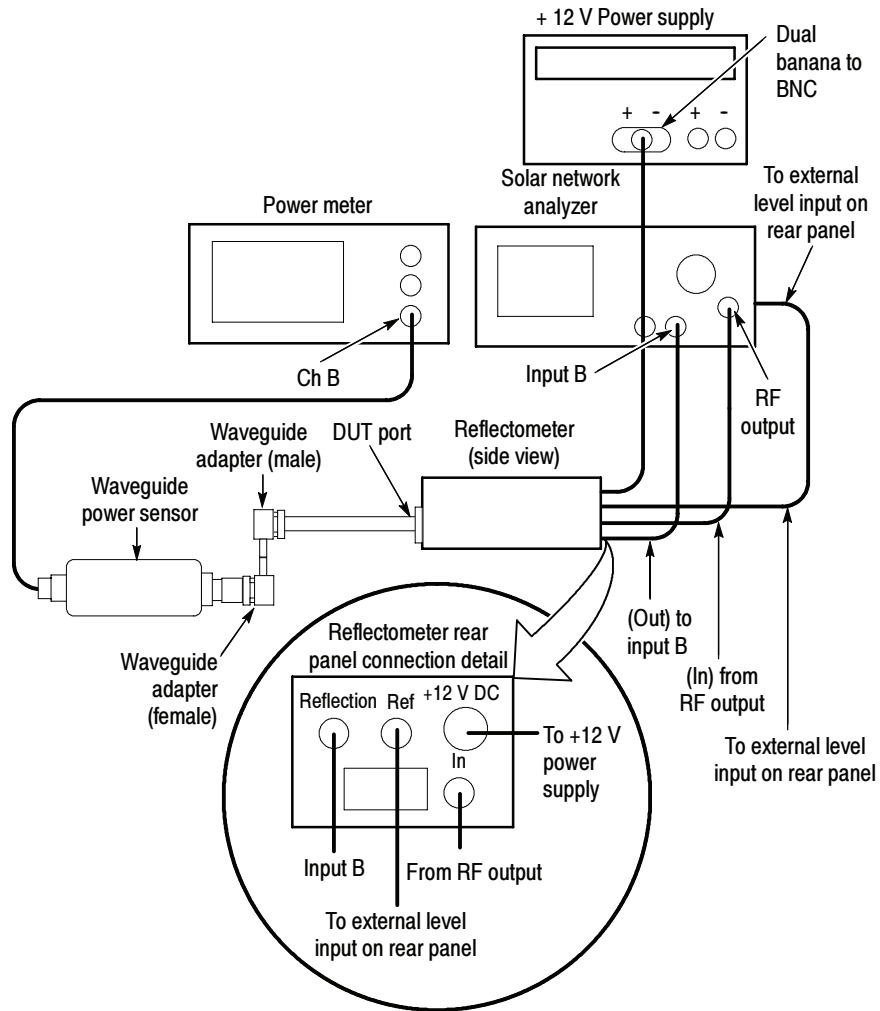 + 12 V Power supply
Dual
banana to
BNC
+ - + -
To external
level input on
rear panel
Solar network
analyzer
Power meter
Ch B
Input B
RF
output
Waveguide
adapter (male)
DUT port
Reflectometer
(side view)
Waveguide
power sensor
Waveguide
adapter
(female)
(Out) to
input B
(In) from
RF output
To external level
input on rear panel
Reflectometer rear
panel connection detail
Reflection Ref +12 V DC
In
To +12 V
power
supply
Input B
From RF output
To external level
input on rear panel